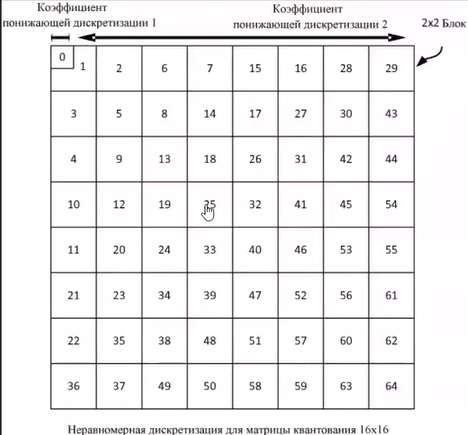 Коэффициент
понижающей дискретизации 1
Коэффициент
понижающей дискретизации 2
2x2 Блок
0 1 2 6 7 15 16 28 29
3 5 8 14 17 27 30 43
4 9 13 18 26 31 42 44
10 12 19 25 32 41 45 54
11 20 24 33 40 46 53 55
21 23 34 39 47 52 56 61
22 35 38 48 51 57 60 62
36 37 49 50 58 59 63 64
Неравномерная дискретизация для матрицы квантования 16x16